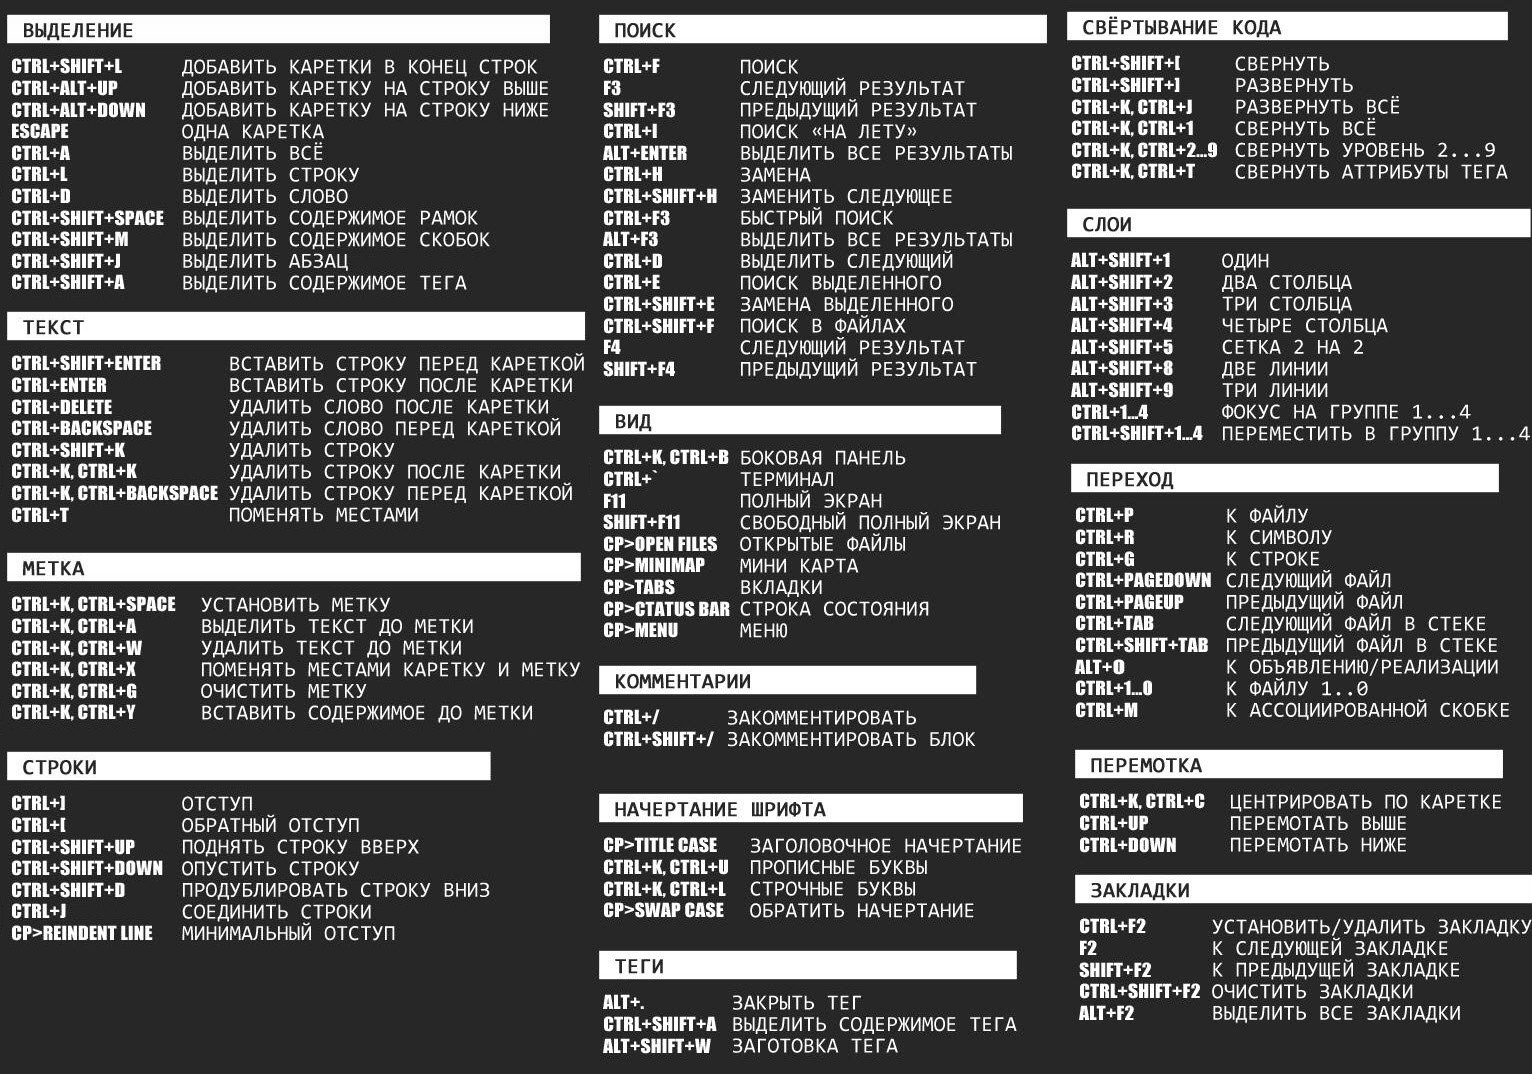 ВЫДЕЛЕНИЕ
CTRL+SHIFT+L ДОБАВИТЬ КАРЕТКИ В КОНЕЦ СТРОК
CTRL+ALT+UP ДОБАВИТЬ КАРЕТКУ НА СТРОКУ ВЫШЕ
CTRL+ALT+DOWN ДОБАВИТЬ КАРЕТКУ НА СТРОКУ НИЖЕ
ESCAPE ОДНА КАРЕТКА
CTRL+A ВЫДЕЛИТЬ ВСЁ
CTRL+L ВЫДЕЛИТЬ СТРОКУ
CTRL+D ВЫДЕЛИТЬ СЛОВО
CTRL+SHIFT+SPACE ВЫДЕЛИТЬ СОДЕРЖИМОЕ РАМОК
CTRL+SHIFT+M ВЫДЕЛИТЬ СОДЕРЖИМОЕ СКОБОК
CTRL+SHIFT+J ВЫДЕЛИТЬ АБЗАЦ
CTRL+SHIFT+A ВЫДЕЛИТЬ СОДЕРЖИМОЕ ТЕГА
ТЕКСТ
CTRL+SHIFT+ENTER ВСТАВИТЬ СТРОКУ ПЕРЕД КАРЕТКОЙ
CTRL+ENTER ВСТАВИТЬ СТРОКУ ПОСЛЕ КАРЕТКИ
CTRL+DELETE УДАЛИТЬ СЛОВО ПОСЛЕ КАРЕТКИ
CTRL+BACKSPACE УДАЛИТЬ СЛОВО ПЕРЕД КАРЕТКОЙ
CTRL+SHIFT+K УДАЛИТЬ СТРОКУ
CTRL+K, CTRL+K УДАЛИТЬ СТРОКУ ПОСЛЕ КАРЕТКИ
CTRL+K, CTRL+BACKSPACE УДАЛИТЬ СТРОКУ ПЕРЕД КАРЕТКОЙ
CTRL+T ПОМЕНЯТЬ МЕСТАМИ
МЕТКА
CTRL+K, CTRL+SPACE УСТАНОВИТЬ МЕТКУ
CTRL+K, CTRL+A ВЫДЕЛИТЬ ТЕКСТ ДО МЕТКИ
CTRL+K, CTRL+W УДАЛИТЬ ТЕКСТ ДО МЕТКИ
CTRL+K, CTRL+X ПОМЕНЯТЬ МЕСТАМИ КАРЕТКУ И МЕТКУ
CTRL+K, CTRL+G ОЧИСТИТЬ МЕТКУ
CTRL+K, CTRL+Y ВСТАВИТЬ СОДЕРЖИМОЕ ДО МЕТКИ
СТРОКИ
CTRL+] ОТСТУП
CTRL+[ ОБРАТНЫЙ ОТСТУП
CTRL+SHIFT+UP ПОДНЯТЬ СТРОКУ ВВЕРХ
CTRL+SHIFT+DOWN ОПУСТИТЬ СТРОКУ
CTRL+SHIFT+D ПРОДУБЛИРОВАТЬ СТРОКУ ВНИЗ
CTRL+J СОЕДИНИТЬ СТРОКИ
CP>REINDENT LINE МИНИМАЛЬНЫЙ ОТСТУП
ПОИСК
CTRL+F ПОИСК
F3 СЛЕДУЮЩИЙ РЕЗУЛЬТАТ
SHIFT+F3 ПРЕДЫДУЩИЙ РЕЗУЛЬТАТ
CTRL+I ПОИСК «НА ЛЕТУ»
ALT+ENTER ВЫДЕЛИТЬ ВСЕ РЕЗУЛЬТАТЫ
CTRL+H ЗАМЕНА
CTRL+SHIFT+H ЗАМЕНИТЬ СЛЕДУЮЩЕЕ
CTRL+F3 БЫСТРЫЙ ПОИСК
ALT+F3 ВЫДЕЛИТЬ ВСЕ РЕЗУЛЬТАТЫ
CTRL+D ВЫДЕЛИТЬ СЛЕДУЮЩИЙ
CTRL+E ПОИСК ВЫДЕЛЕННОГО
CTRL+SHIFT+E ЗАМЕНА ВЫДЕЛЕННОГО
CTRL+SHIFT+F ПОИСК В ФАЙЛАХ
F4 СЛЕДУЮЩИЙ РЕЗУЛЬТАТ
SHIFT+F4 ПРЕДЫДУЩИЙ РЕЗУЛЬТАТ
ВИД
CTRL+K, CTRL+B БОКОВАЯ ПАНЕЛЬ
CTRL+` ТЕРМИНАЛ
F11 ПОЛНЫЙ ЭКРАН
SHIFT+F11 СВОБОДНЫЙ ПОЛНЫЙ ЭКРАН
CP>OPEN FILES ОТКРЫТЫЕ ФАЙЛЫ
CP>MINIMAP МИНИ КАРТА
CP>TABS ВКЛАДКИ
CP>CTATUS BAR СТРОКА СОСТОЯНИЯ
CP>MENU МЕНЮ
КОММЕНТАРИИ
CTRL+/ ЗАКОММЕНТИРОВАТЬ
CTRL+SHIFT+/ ЗАКОММЕНТИРОВАТЬ БЛОК
НАЧЕРТАНИЕ ШРИФТА
CP>TITLE CASE ЗАГОЛОВОЧНОЕ НАЧЕРТАНИЕ
CTRL+K, CTRL+U ПРОПИСНЫЕ БУКВЫ
CTRL+K, CTRL+L СТРОЧНЫЕ БУКВЫ
CP>SWAP CASE ОБРАТИТЬ НАЧЕРТАНИЕ
ТЕГИ
ALT+. ЗАКРЫТЬ ТЕГ
CTRL+SHIFT+A ВЫДЕЛИТЬ СОДЕРЖИМОЕ ТЕГА
ALT+SHIFT+W ЗАГОТОВКА ТЕГА
СВЁРТЫВАНИЕ КОДА
CTRL+SHIFT+[ СВЕРНУТЬ
CTRL+SHIFT+] РАЗВЕРНУТЬ
CTRL+K, CTRL+J РАЗВЕРНУТЬ ВСЁ
CTRL+K, CTRL+1 СВЕРНУТЬ ВСЁ
CTRL+K, CTRL+2...9 СВЕРНУТЬ УРОВЕНЬ 2...9
CTRL+K, CTRL+T СВЕРНУТЬ АТТРИБУТЫ ТЕГА
СЛОИ
ALT+SHIFT+1 ОДИН
ALT+SHIFT+2 ДВА СТОЛБЦА
ALT+SHIFT+3 ТРИ СТОЛБЦА
ALT+SHIFT+4 ЧЕТЫРЕ СТОЛБЦА
ALT+SHIFT+5 СЕТКА 2 НА 2
ALT+SHIFT+8 ДВЕ ЛИНИИ
ALT+SHIFT+9 ТРИ ЛИНИИ
CTRL+1...4 ФОКУС НА ГРУППЕ 1...4
CTRL+SHIFT+1...4 ПЕРЕМЕСТИТЬ В ГРУППУ 1...4
ПЕРЕХОД
CTRL+P К ФАЙЛУ
CTRL+R К СИМВОЛУ
CTRL+G К СТРОКЕ
CTRL+PAGEDOWN СЛЕДУЮЩИЙ ФАЙЛ
CTRL+PAGEUP ПРЕДЫДУЩИЙ ФАЙЛ
CTRL+TAB СЛЕДУЮЩИЙ ФАЙЛ В СТЕКЕ
CTRL+SHIFT+TAB ПРЕДЫДУЩИЙ ФАЙЛ В СТЕКЕ
ALT+O К ОБЪЯВЛЕНИЮ/РЕАЛИЗАЦИИ
CTRL+1...0 К ФАЙЛУ 1..0
CTRL+M К АССОЦИИРОВАННОЙ СКОБКЕ
ПЕРЕМОТКА
CTRL+K, CTRL+C ЦЕНТРИРОВАТЬ ПО КАРЕТКЕ
CTRL+UP ПЕРЕМОТАТЬ ВЫШЕ
CTRL+DOWN ПЕРЕМОТАТЬ НИЖЕ
ЗАКЛАДКИ
CTRL+F2 УСТАНОВИТЬ/УДАЛИТЬ ЗАКЛАДКУ
F2 К СЛЕДУЮЩЕЙ ЗАКЛАДКЕ
SHIFT+F2 К ПРЕДЫДУЩЕЙ ЗАКЛАДКЕ
CTRL+SHIFT+F2 ОЧИСТИТЬ ЗАКЛАДКИ
ALT+F2 ВЫДЕЛИТЬ ВСЕ ЗАКЛАДКИ